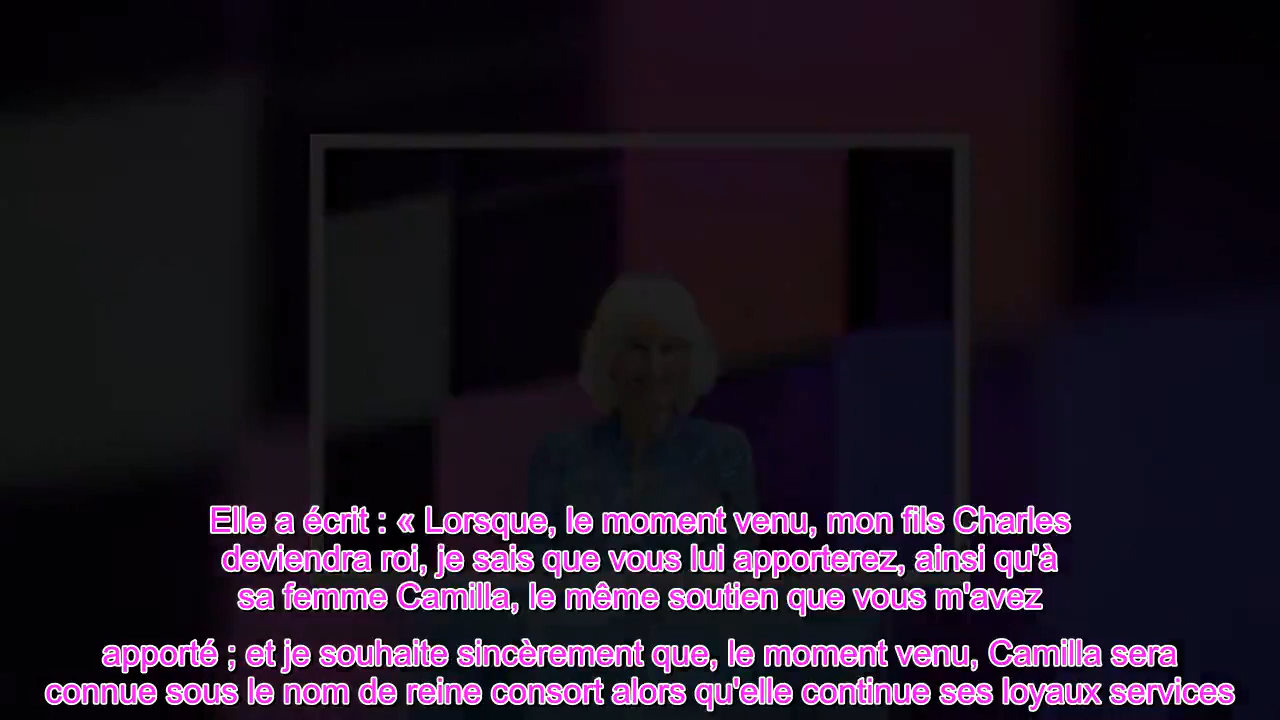 Elle a écrit : « Lorsque, le moment venu, mon fils Charles
deviendra roi, je sais que vous lui apporterez, ainsi qu'à
sa femme Camilla, le même soutien que vous m'avez
apporté ; et je souhaite sincèrement que, le moment venu, Camilla sera
connue sous le nom de reine consort alors qu'elle continue ses loyaux services